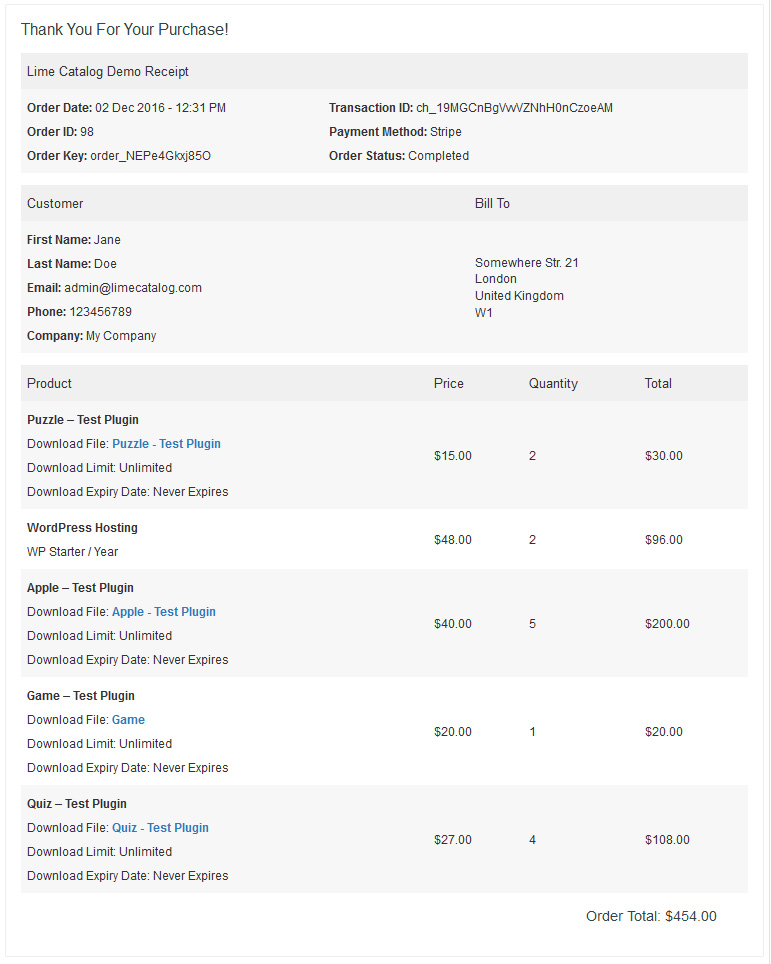 Thank You For Your Purchase!
Lime Catalog Demo Receipt
Order Date: 02 Dec 2016 - 12:31 PM Transaction ID: ch_19MGCnBgVwVZNhH0nCzoeAM
Order ID: 98 Payment Method: Stripe
Order Key: order_NEPe4Gkxj85O Order Status: Completed
Customer Bill To
First Name: Jane
Last Name: Doe
Email: admin@limecatalog.com
Phone: 123456789
Company: My Company
Somewhere Str. 21
London
United Kingdom
W1
Product Price Quantity Total
Puzzle – Test Plugin
Download File: Puzzle - Test Plugin
Download Limit: Unlimited
Download Expiry Date: Never Expires
$15.00 2 $30.00
WordPress Hosting
WP Starter / Year
$48.00 2 $96.00
Apple – Test Plugin
Download File: Apple - Test Plugin
Download Limit: Unlimited
Download Expiry Date: Never Expires
$40.00 5 $200.00
Game – Test Plugin
Download File: Game
Download Limit: Unlimited
Download Expiry Date: Never Expires
$20.00 1 $20.00
Quiz – Test Plugin
Download File: Quiz - Test Plugin
Download Limit: Unlimited
Download Expiry Date: Never Expires
$27.00 4 $108.00
Order Total: $454.00